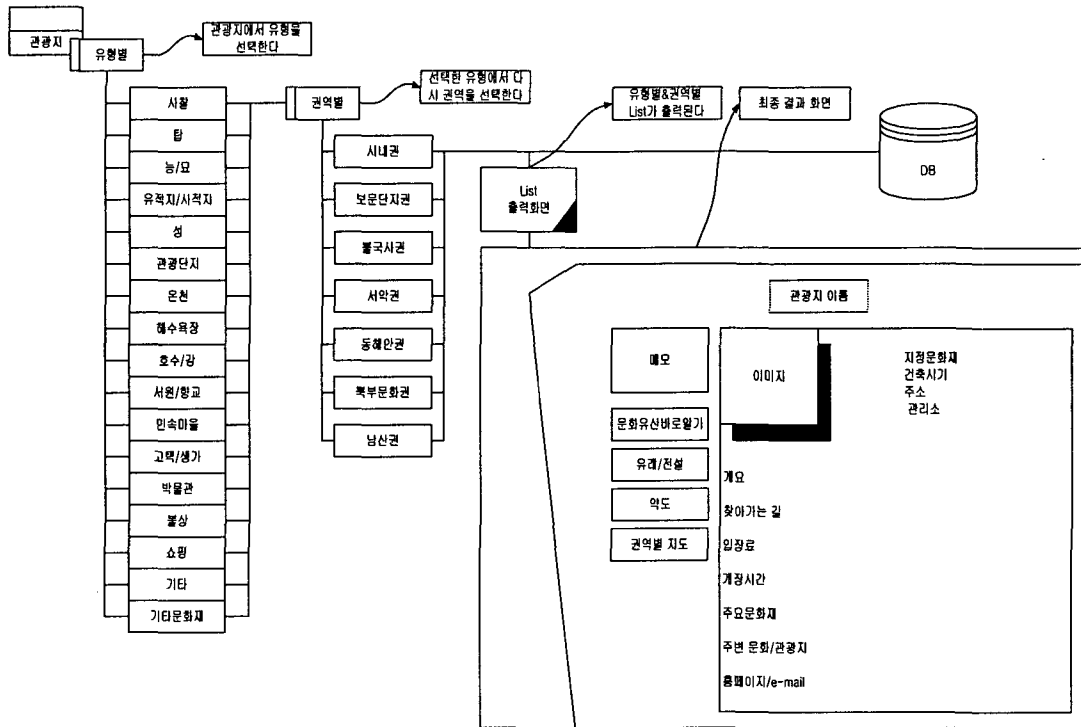 관광지
유형별
관광지에서 유형을
선택한다
사찰
탑
능/묘
유적지/사적지
성
관광단지
온천
해수욕장
호수/강
서원/향교
민속마을
고택/생가
박물관
불상
쇼핑
기타
기타문화재
권역별
선택한 유형에서 다
시 권역을 선택한다
시내권
보문단지권
불국사권
서악권
동해안권
북부문화권
남산권
유형별&권역별
List가 출력된다
List
출력화면
최종 결과 화면
DB
관광지 이름
메모
문화유산바로알기
유래/전설
약도
권역별 지도
이미지
지정문화재
건축시기
주소
관리소
개요
찾아가는 길
입장료
개장시간
주요문화재
주변 문화/관광지
홈페이지/e-mail